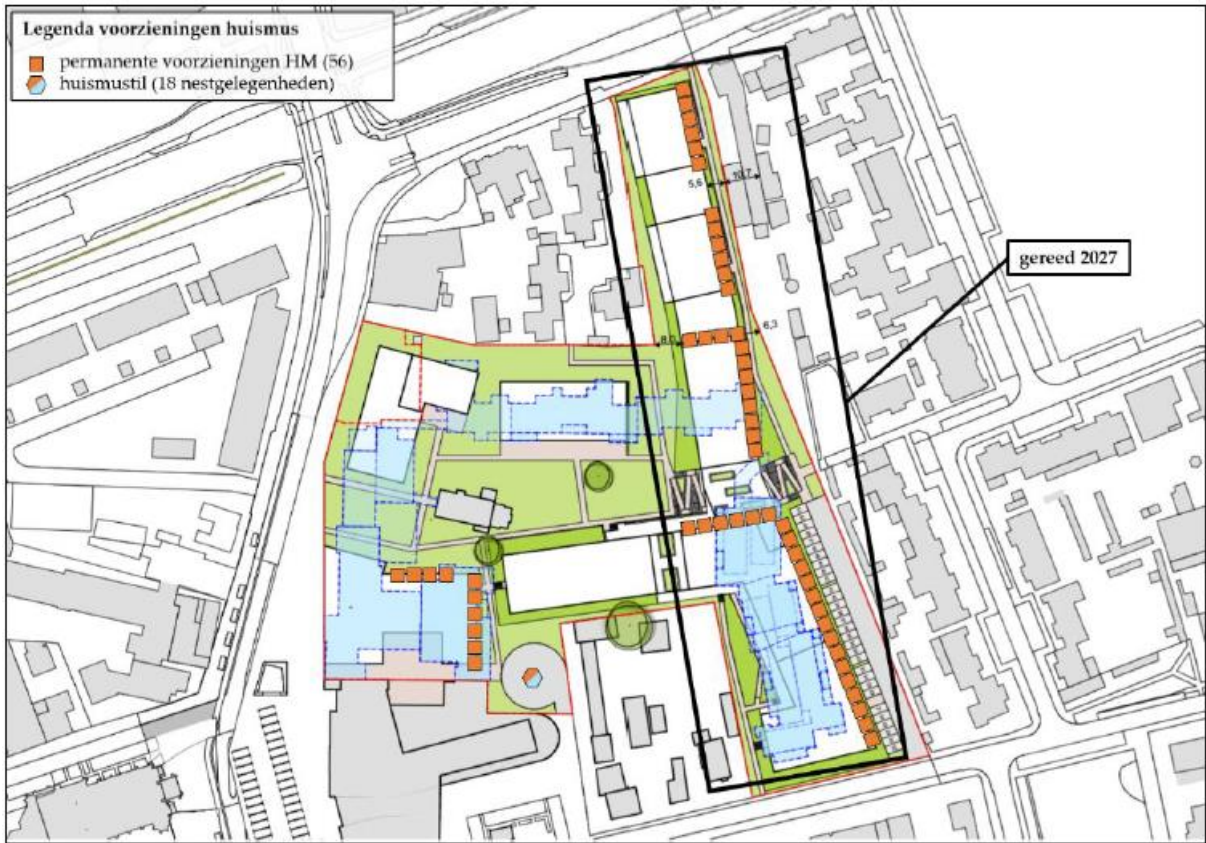 Legenda voorzieningen huismus
permanente voorzieningen HM (56)
huismustil (18 nestgelegenheden)
5,6
10,7
gereed 2027
8,0
6,3